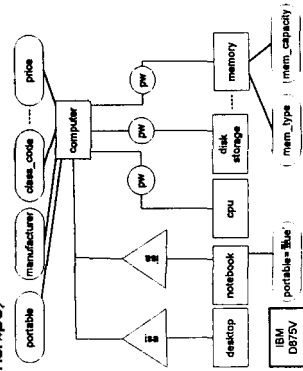 price
class_code
manufacturer
portable
computer
pw
pw
pw
isa
isa
memory
disk
storage
cpu
notebook
desktop
mem_capacity
mem_type
(portable='true'
IBM
D875V